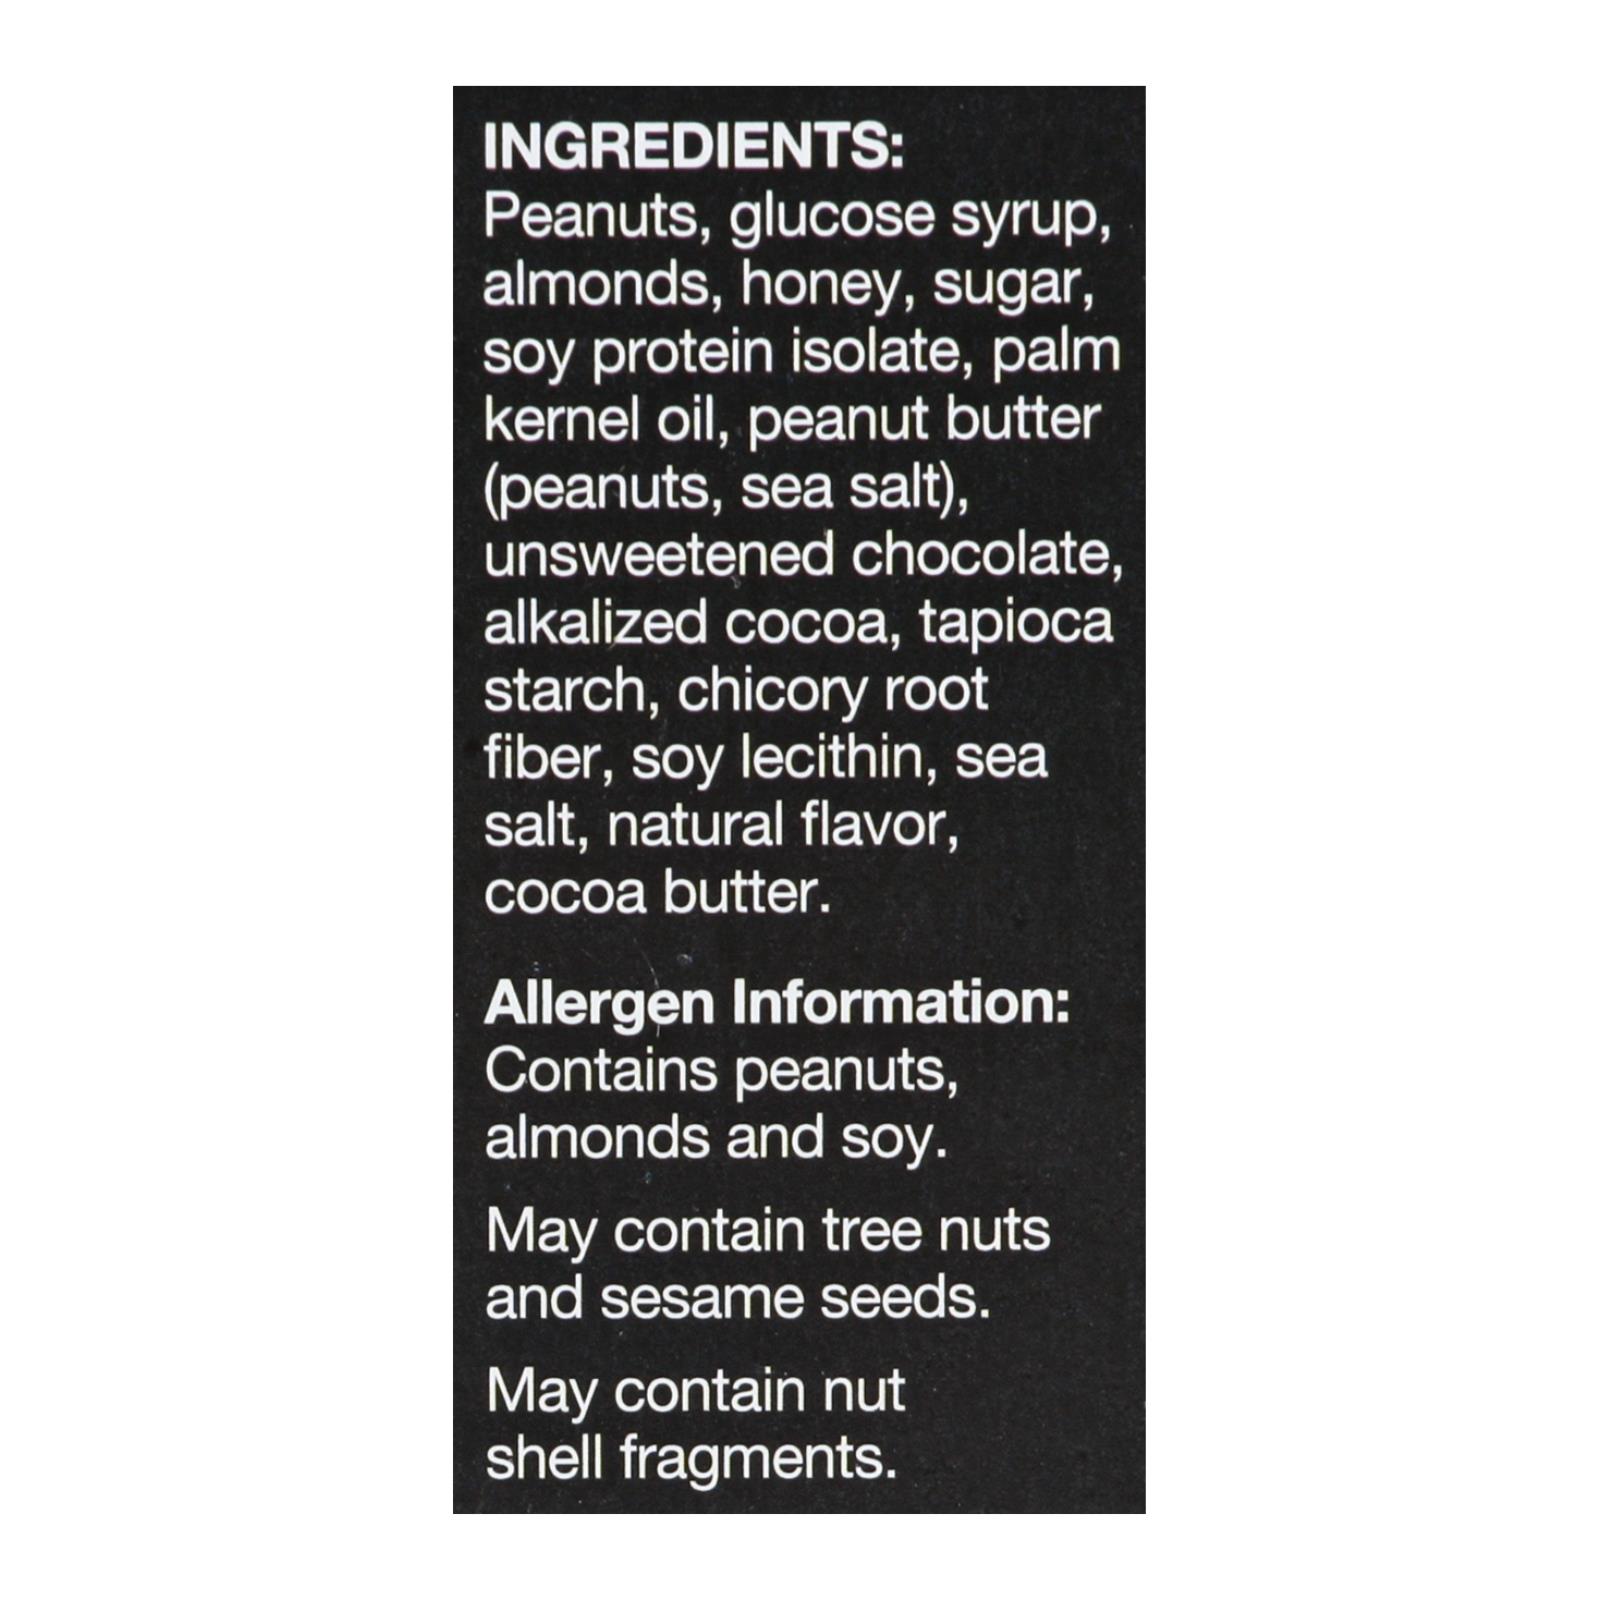 INGREDIENTS:
Peanuts, glucose syrup,
almonds, honey, sugar,
soy protein isolate, palm
kernel oil, peanut butter
(peanuts, sea salt),
unsweetened chocolate,
alkalized cocoa, tapioca
starch, chicory root
fiber, soy lecithin, sea
salt, natural flavor,
cocoa butter.
Allergen Information:
Contains peanuts,
almonds and soy.
May contain tree nuts
and sesame seeds.
May contain nut
shell fragments.